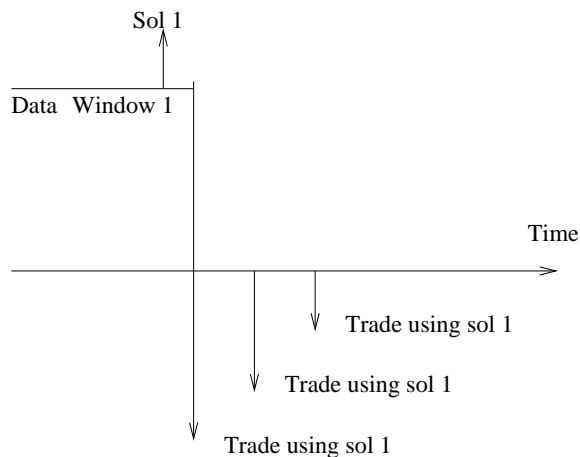 Sol 1
Data Window 1
Time
Trade using sol 1
Trade using sol 1
Trade using sol 1